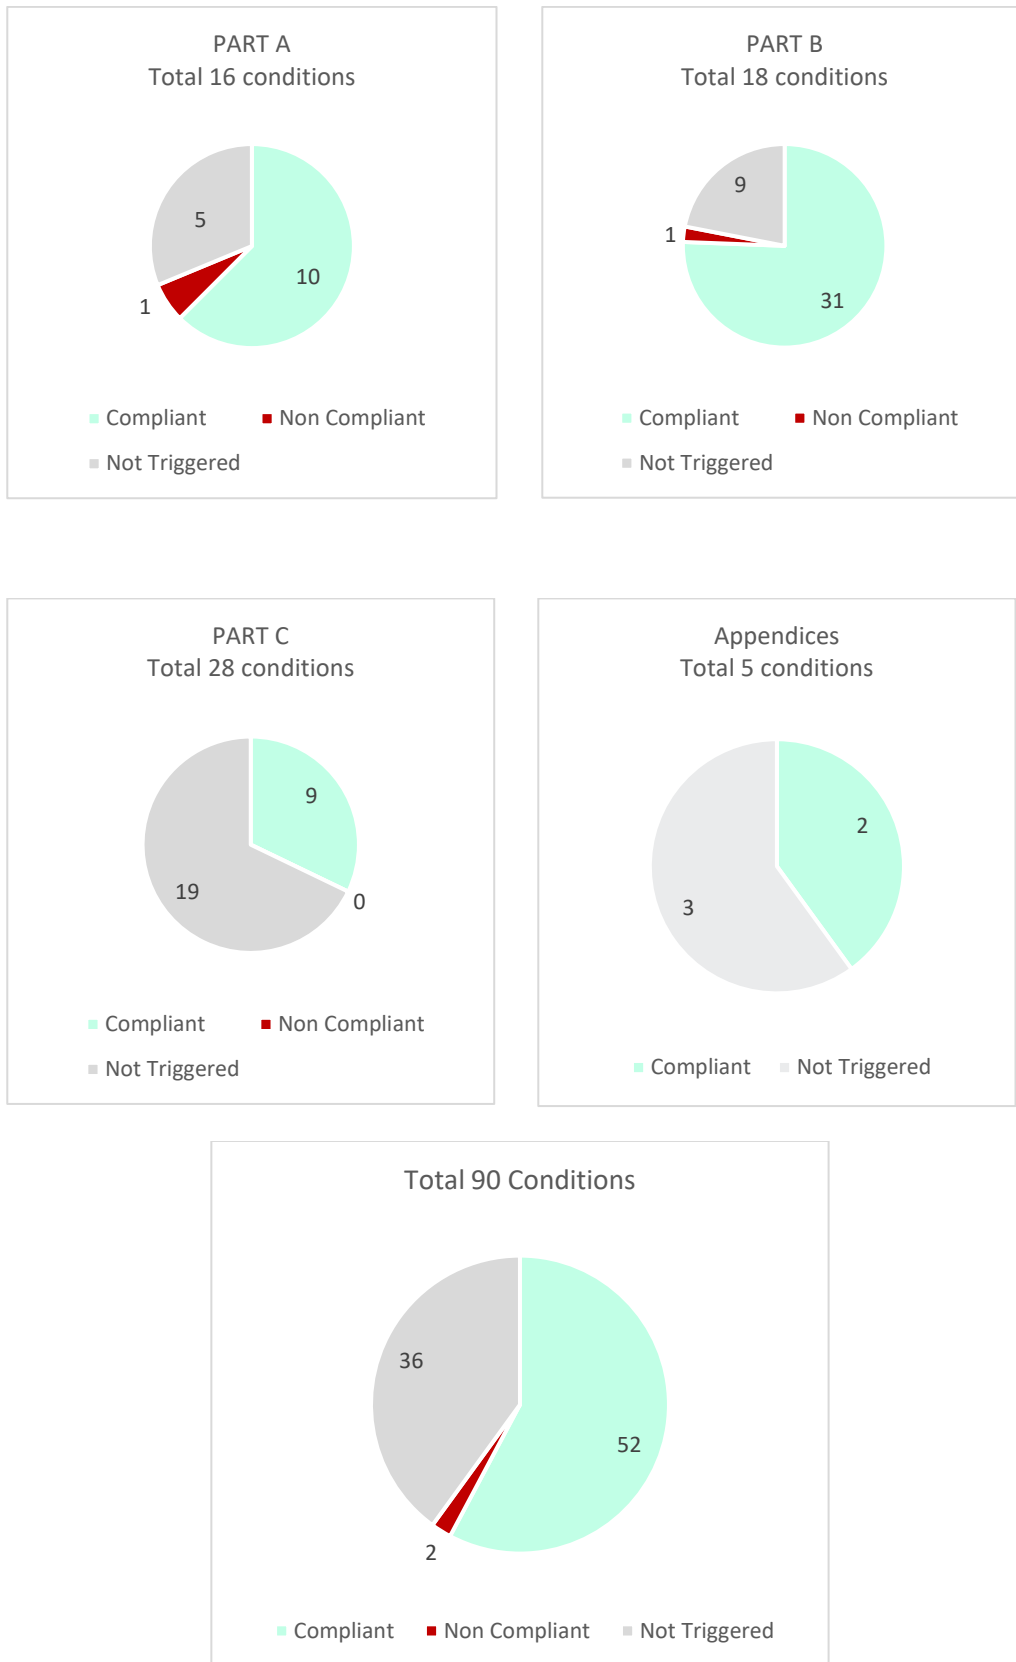 PART A
Total 16 conditions
5
10
1
Compliant
Non Compliant
Not Triggered
PART B
Total 18 conditions
9
1
31
Compliant
Non Compliant
Not Triggered
PART C
Total 28 conditions
9
19
0
Compliant
Non Compliant
Not Triggered
Appendices
Total 5 conditions
2
3
Compliant
Not Triggered
Total 90 Conditions
36
52
2
Compliant
Non Compliant
Not Triggered